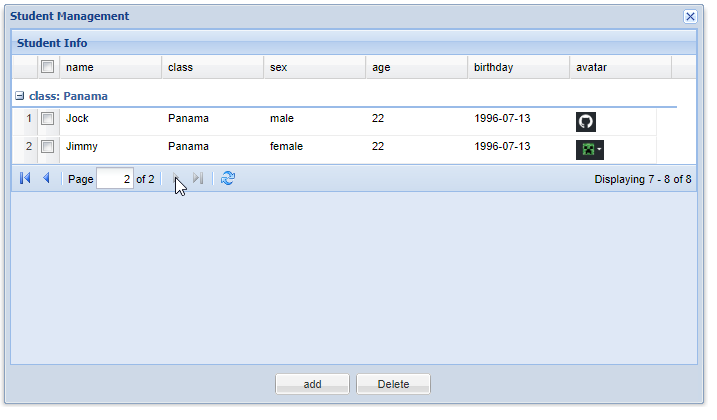 Student Management
Student Info
name class sex age birthday avatar
class: Panama
1 Jock Panama male 22 1996-07-13
2 Jimmy Panama female 22 1996-07-13
Page 2 of 2 Displaying 7 - 8 of 8
add Delete